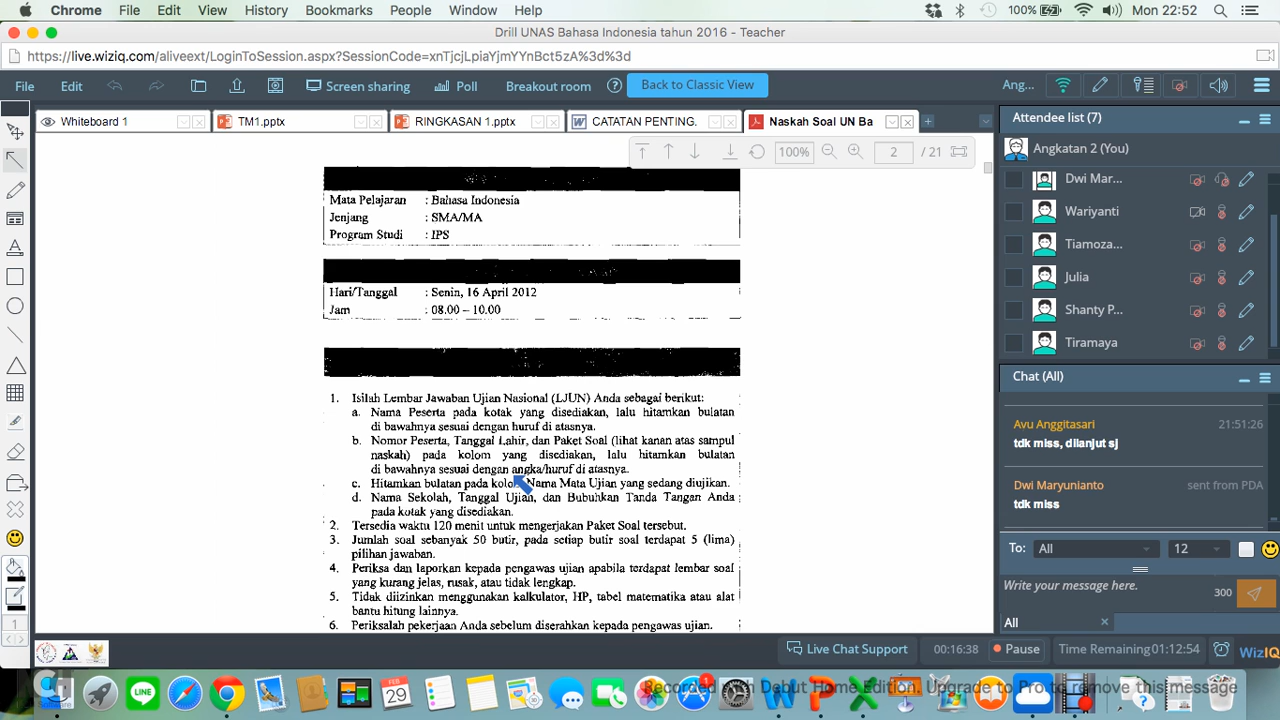 Chrome File Edit View History Bookmarks People Window Help 100% Mon 22:52
Drill UNAS Bahasa Indonesia tahun 2016 - Teacher
https://live.wiziq.com/aliveext/LoginToSession.aspx?SessionCode=xnTjcjLpiaYjmYYnBct5zA%3d%3d
File Edit Screen sharing Poll Breakout room Back to Classic View Ang...
Whiteboard 1 TM1.pptx RINGKASAN 1.pptx CATATAN PENTING. Naskah Soal UN Ba
100% 2 / 21
Mata Pelajaran : Bahasa Indonesia
Jenjang : SMA/MA
Program Studi : IPS
Hari/Tanggal : Senin, 16 April 2012
Jam : 08.00 – 10.00
1. Isilah Lembar Jawaban Ujian Nasional (LJUN) Anda sebagai berikut:
a. Nama Peserta pada kotak yang disediakan, lalu hitamkan bulatan
di bawahnya sesuai dengan huruf di atasnya.
b. Nomor Peserta, Tanggal Lahir, dan Paket Soal (lihat kanan atas sampul
naskah) pada kolom yang disediakan, lalu hitamkan bulatan
di bawahnya sesuai dengan angka/huruf di atasnya.
c. Hitamkan bulatan pada kolo Nama Mata Ujian yang sedang diujikan.
d. Nama Sekolah, Tanggal Ujian, dan Bubuhkan Tanda Tangan Anda
pada kotak yang disediakan.
2. Tersedia waktu 120 menit untuk mengerjakan Paket Soal tersebut.
3. Jumlah soal sebanyak 50 butir, pada setiap butir soal terdapat 5 (lima)
pilihan jawaban.
4. Periksa dan laporkan kepada pengawas ujian apabila terdapat lembar soal
yang kurang jelas, rusak, atau tidak lengkap.
5. Tidak diizinkan menggunakan kalkulator, HP, tabel matematika atau alat
bantu hitung lainnya.
6. Periksalah pekerjaan Anda sebelum diserahkan kepada pengawas ujian.
Attendee list (7)
Angkatan 2 (You)
Dwi Mar...
Wariyanti
Tiamoza...
Julia
Shanty P...
Tiramaya
Chat (All)
Avu Anggitasari 21:51:26
tdk miss, dilanjut sj
Dwi Maryunianto sent from PDA
tdk miss
To: All 12
Write your message here. 300
All
1
Live Chat Support 00:16:38 Pause Time Remaining 01:12:54 WizIQ
LINE
FEB
29
Recorded with Debut Home Edition. Upgrade to Pro to remove this message